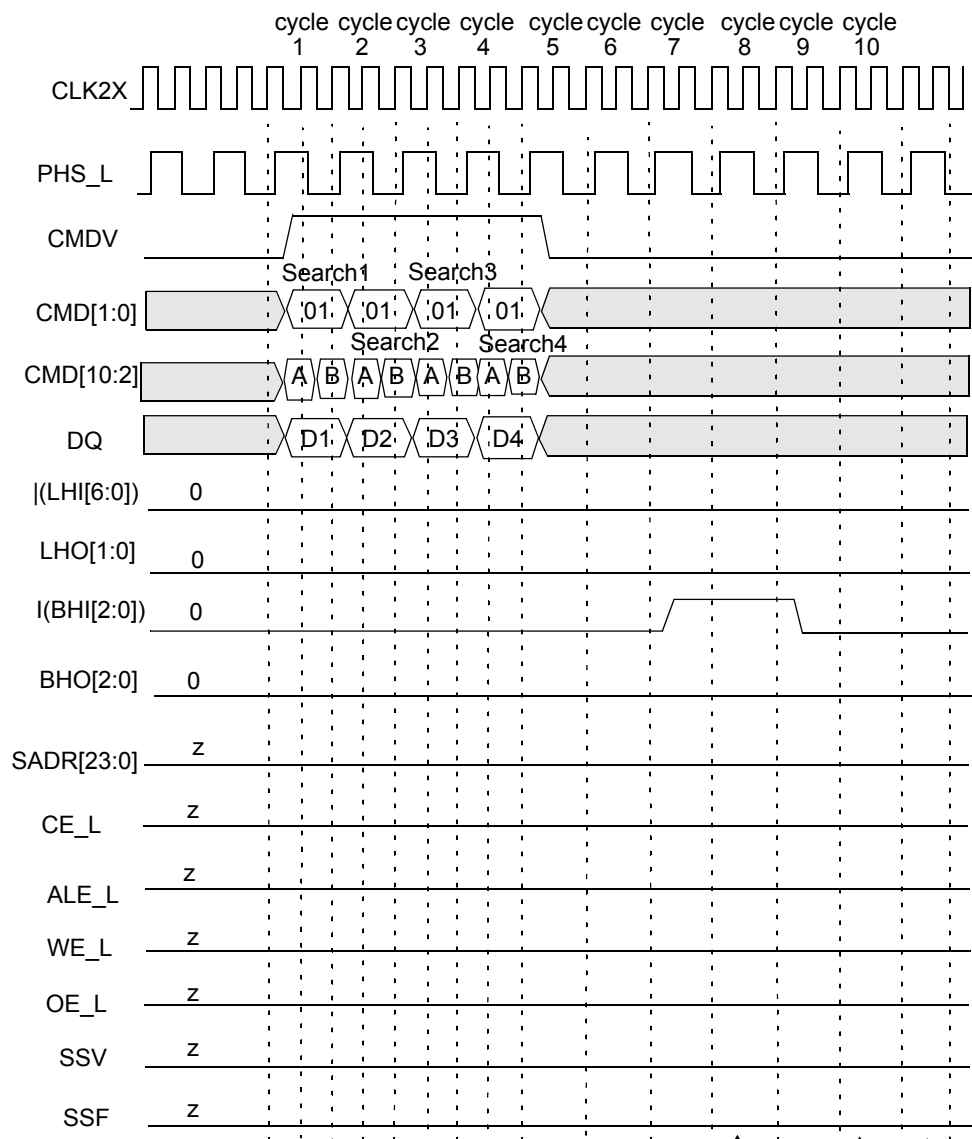 cycle cycle cycle cycle cycle cycle cycle cycle cycle cycle
1 2 3 4 5 6 7 8 9 10
CLK2X
PHS_L
CMDV
Search1 Search3
CMD[1:0] 01 01 01 01
Search2 Search4
CMD[10:2] A B A B A B A B
DQ D1 D2 D3 D4
|(LHI[6:0]) 0
LHO[1:0] 0
I(BHI[2:0]) 0
BHO[2:0] 0
SADR[23:0] z
CE_L z
ALE_L z
WE_L z
OE_L z
SSV z
SSF z